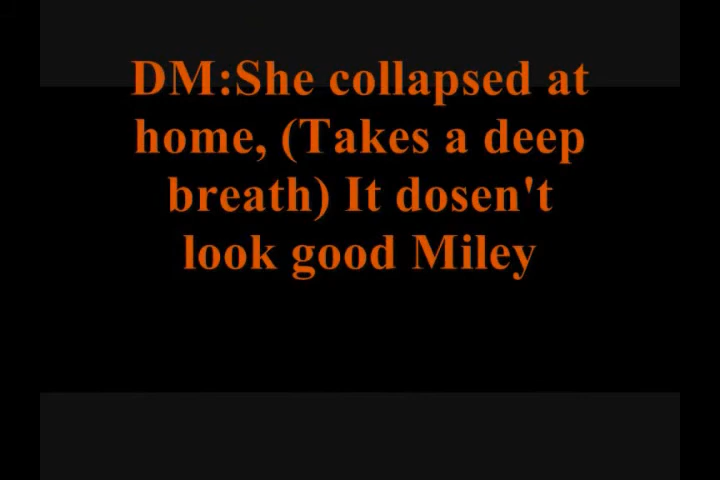 DM:She collapsed at
home, (Takes a deep
breath) It dosen't
look good Miley